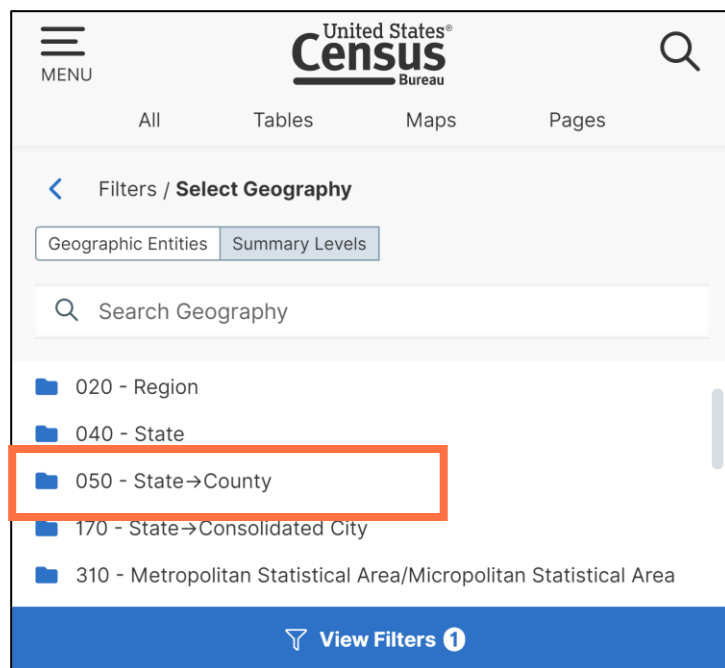 United States®
Census
Bureau
MENU
All Tables Maps Pages
Filters / Select Geography
Geographic Entities Summary Levels
Search Geography
020 - Region
040 - State
050 - State→County
170 - State→Consolidated City
310 - Metropolitan Statistical Area/Micropolitan Statistical Area
View Filters 1